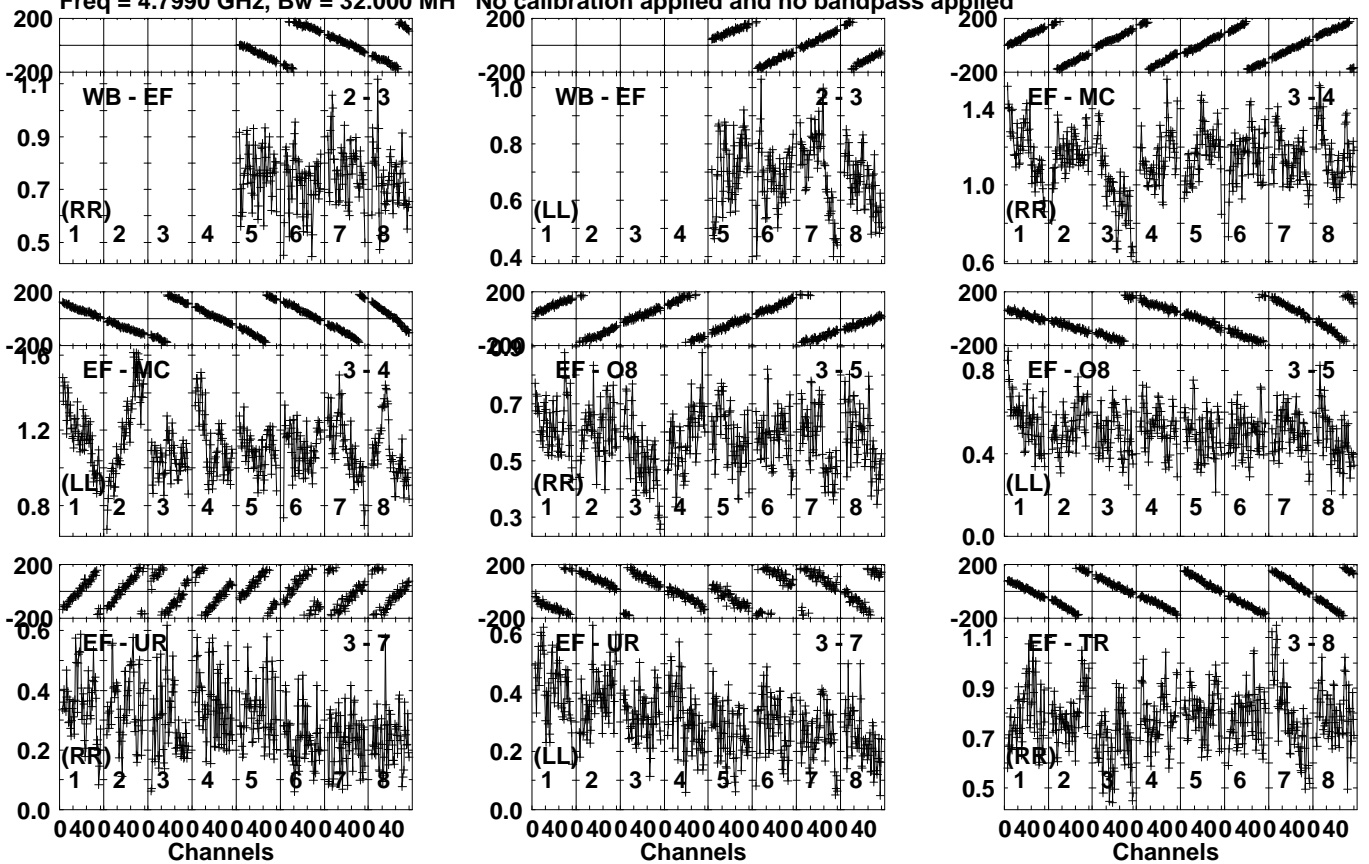 Freq = 4.7990 GHz, Bw = 32.000 MH No calibration applied and no bandpass applied
200 200 200
-200 -200 -200
1.1 1.0 1.4
WB - EF 2 - 3 WB - EF 2 - 3 EF - MC 3 - 4
0.9 0.8
0.7 0.6 1.0
(RR) (LL) (RR)
1 2 3 4 5 6 7 8 1 2 3 4 5 6 7 8 1 2 3 4 5 6 7 8
0.5 0.4 0.6
200 200 200
-200 -200 -200
1.6 0.9 0.8
EF - MC 3 - 4 EF - O8 3 - 5 EF - O8 3 - 5
1.2 0.7 0.4
0.5
(LL) (RR) (LL)
0.8 1 2 3 4 5 6 7 8 1 2 3 4 5 6 7 8 1 2 3 4 5 6 7 8
0.3 0.0
200 200 200
-200 -200 -200
0.6 0.6 1.1
EF - UR 3 - 7 EF - UR 3 - 7 EF - TR 3 - 8
0.4 0.4 0.9
0.2 0.2 0.7
(RR) (LL) (RR)
1 2 3 4 5 6 7 8 1 2 3 4 5 6 7 8 1 2 3 4 5 6 7 8
0.0 0.0 0.5
0 40 0 40 0 40 0 40 0 40 0 40 0 40 0 40 0 40 0 40 0 40 0 40 0 40 0 40 0 40 0 40 0 40 0 40 0 40 0 40 0 40 0 40 0 40 0 40
Channels Channels Channels